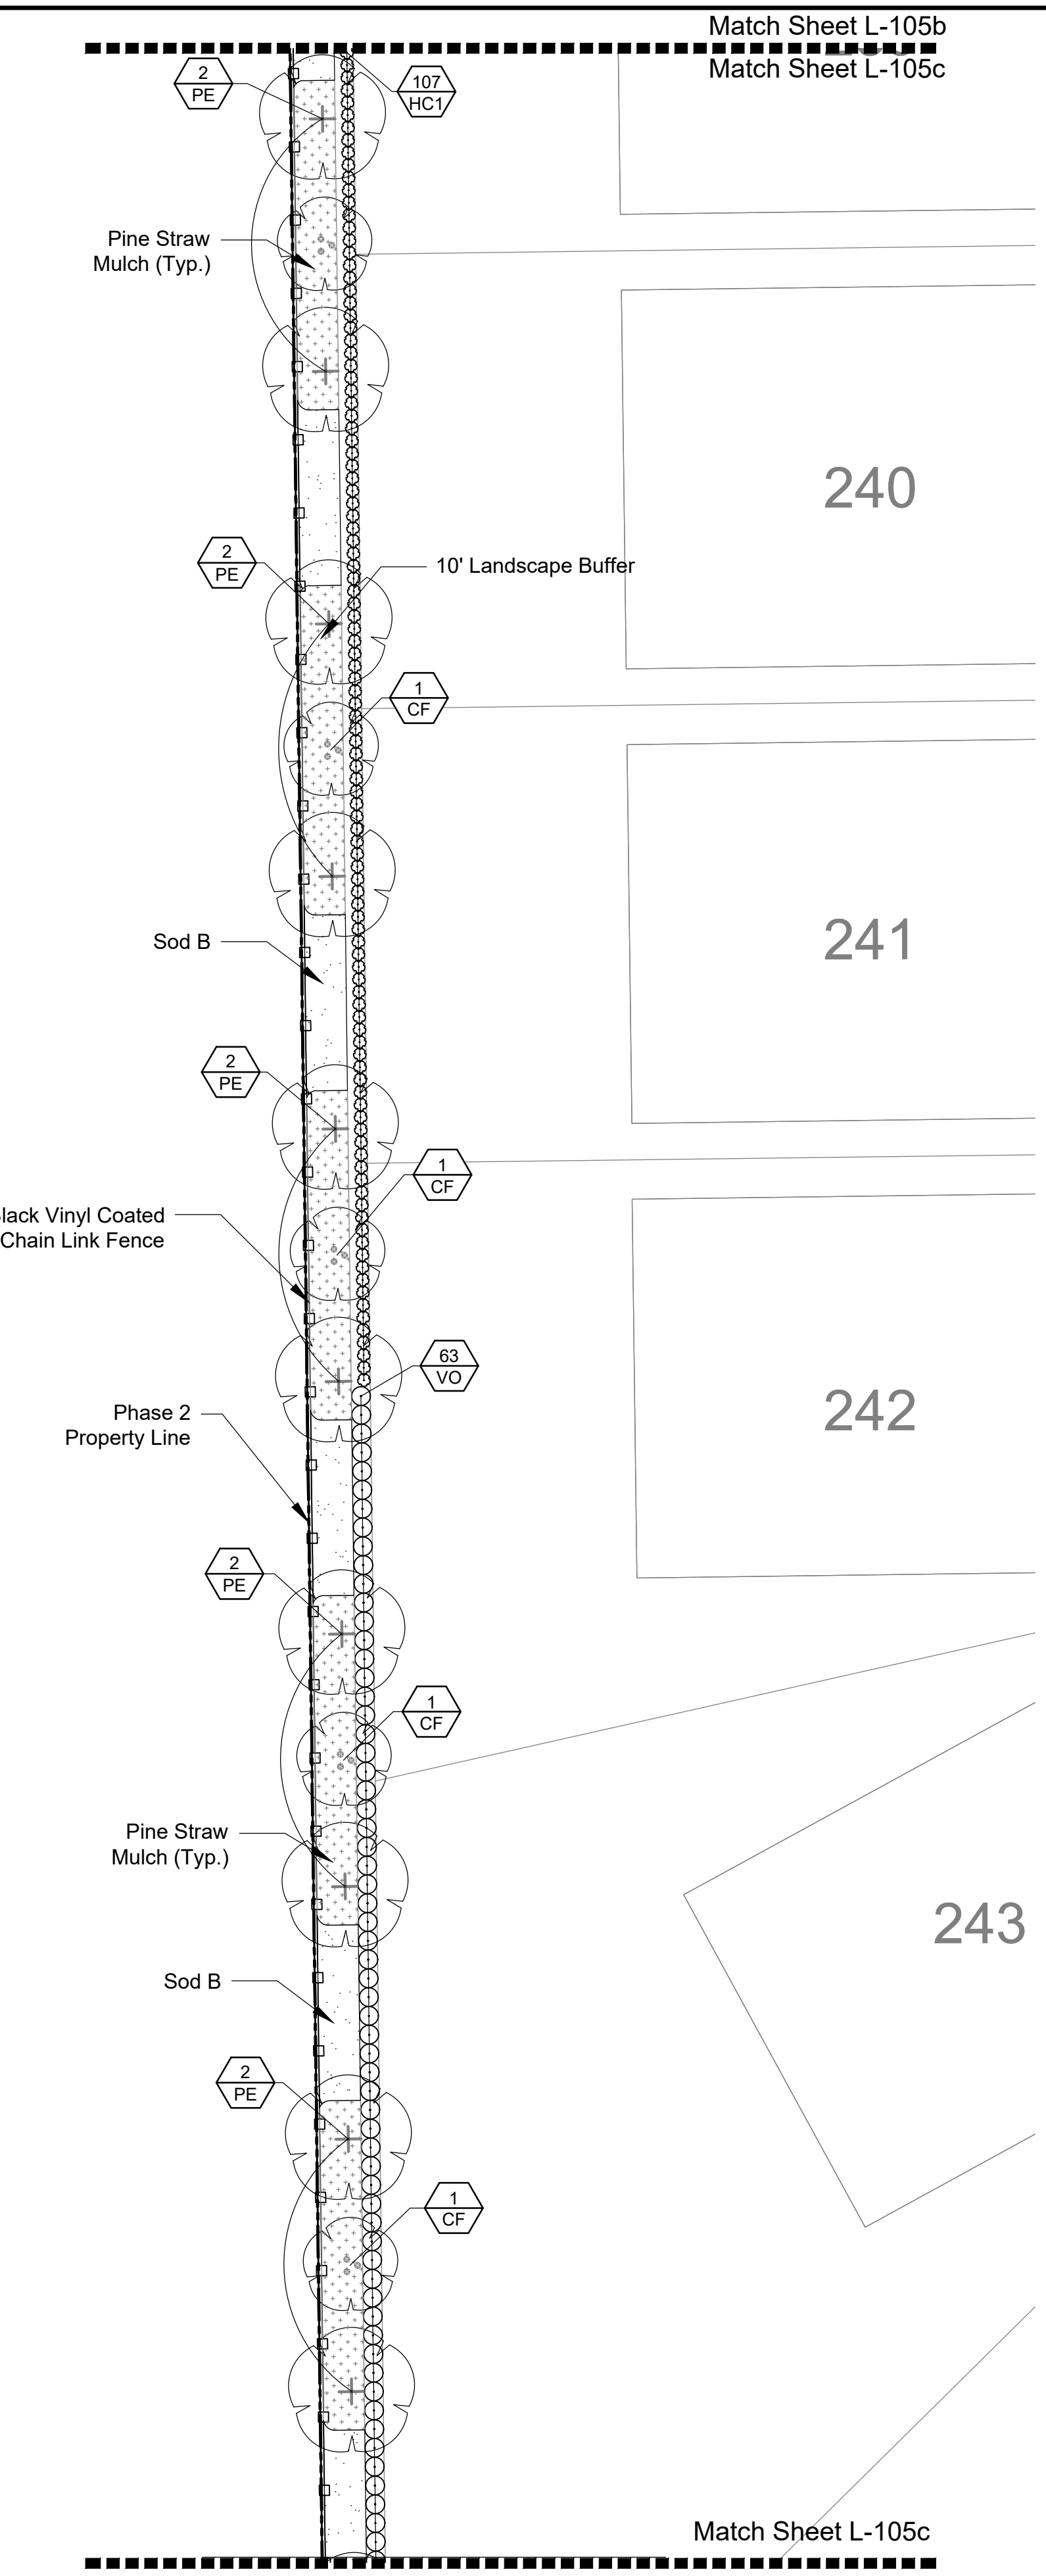 Match Sheet L-105b
Match Sheet L-105c
2
PE
107
HC1
Pine Straw
Mulch (Typ.)
240
2
PE
10' Landscape Buffer
1
CF
241
Sod B
2
PE
1
CF
Black Vinyl Coated
Chain Link Fence
63
VO
242
Phase 2
Property Line
2
PE
1
CF
Pine Straw
Mulch (Typ.)
243
Sod B
2
PE
1
CF
Match Sheet L-105c